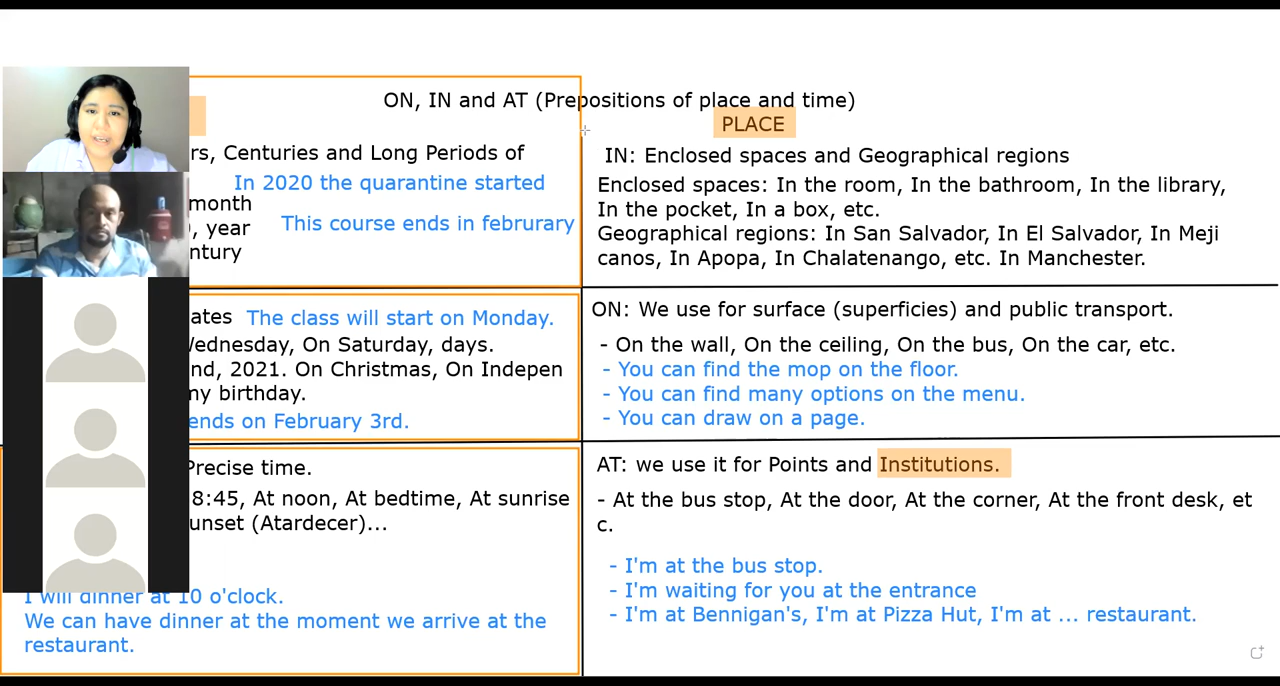 ON, IN and AT (Prepositions of place and time)
rs, Centuries and Long Periods of
In 2020 the quarantine started
month
This course ends in februrary
, year
ntury
ates The class will start on Monday.
Wednesday, On Saturday, days.
nd, 2021. On Christmas, On Indepen
my birthday.
ends on February 3rd.
Precise time.
8:45, At noon, At bedtime, At sunrise
unset (Atardecer)...
I will dinner at 10 o'clock.
We can have dinner at the moment we arrive at the
restaurant.
PLACE
IN: Enclosed spaces and Geographical regions
Enclosed spaces: In the room, In the bathroom, In the library,
In the pocket, In a box, etc.
Geographical regions: In San Salvador, In El Salvador, In Meji
canos, In Apopa, In Chalatenango, etc. In Manchester.
ON: We use for surface (superficies) and public transport.
- On the wall, On the ceiling, On the bus, On the car, etc.
- You can find the mop on the floor.
- You can find many options on the menu.
- You can draw on a page.
AT: we use it for Points and Institutions.
- At the bus stop, At the door, At the corner, At the front desk, et
c.
- I'm at the bus stop.
- I'm waiting for you at the entrance
- I'm at Bennigan's, I'm at Pizza Hut, I'm at ... restaurant.